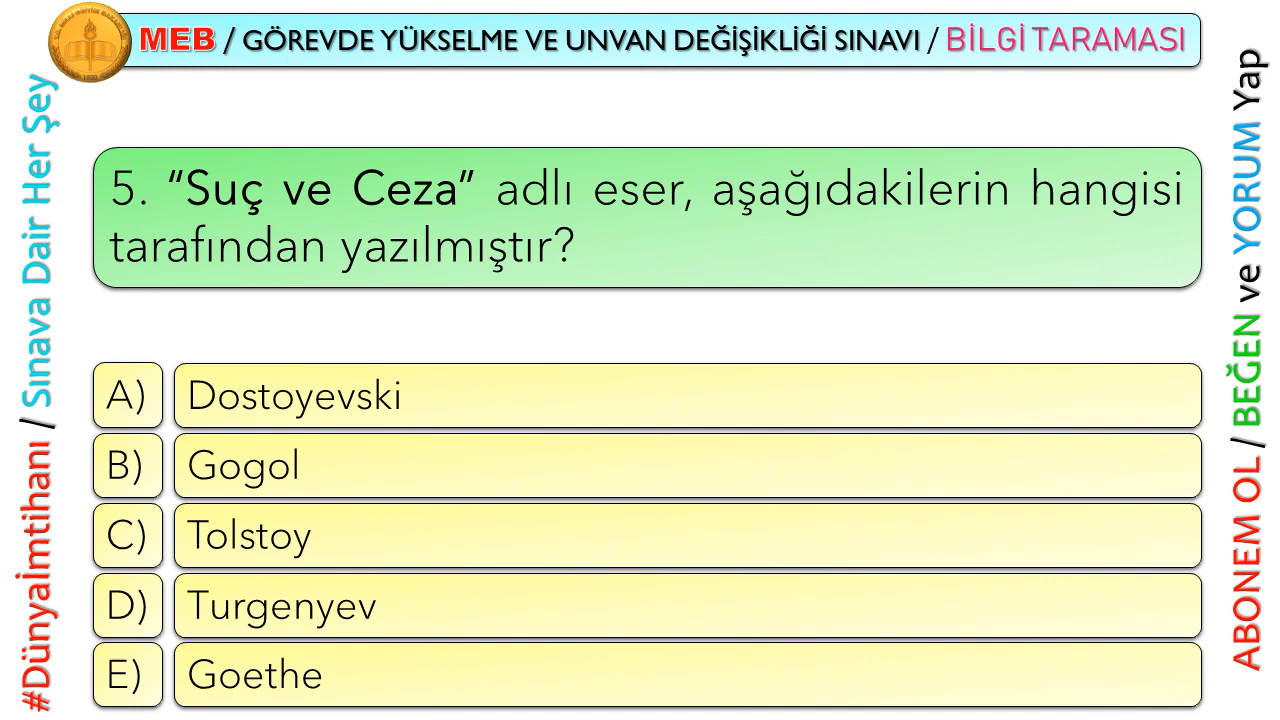 MEB / GÖREVDE YÜKSELME VE UNVAN DEĞİŞİKLİĞİ SINAVI / BİLGİ TARAMASI
#Dünyaİmtihanı / Sınava Dair Her Şey
5. “Suç ve Ceza” adlı eser, aşağıdakilerin hangisi
tarafından yazılmıştır?
A) Dostoyevski
B) Gogol
C) Tolstoy
D) Turgenyev
E) Goethe
ABONEM OL / BEĞEN ve YORUM Yap